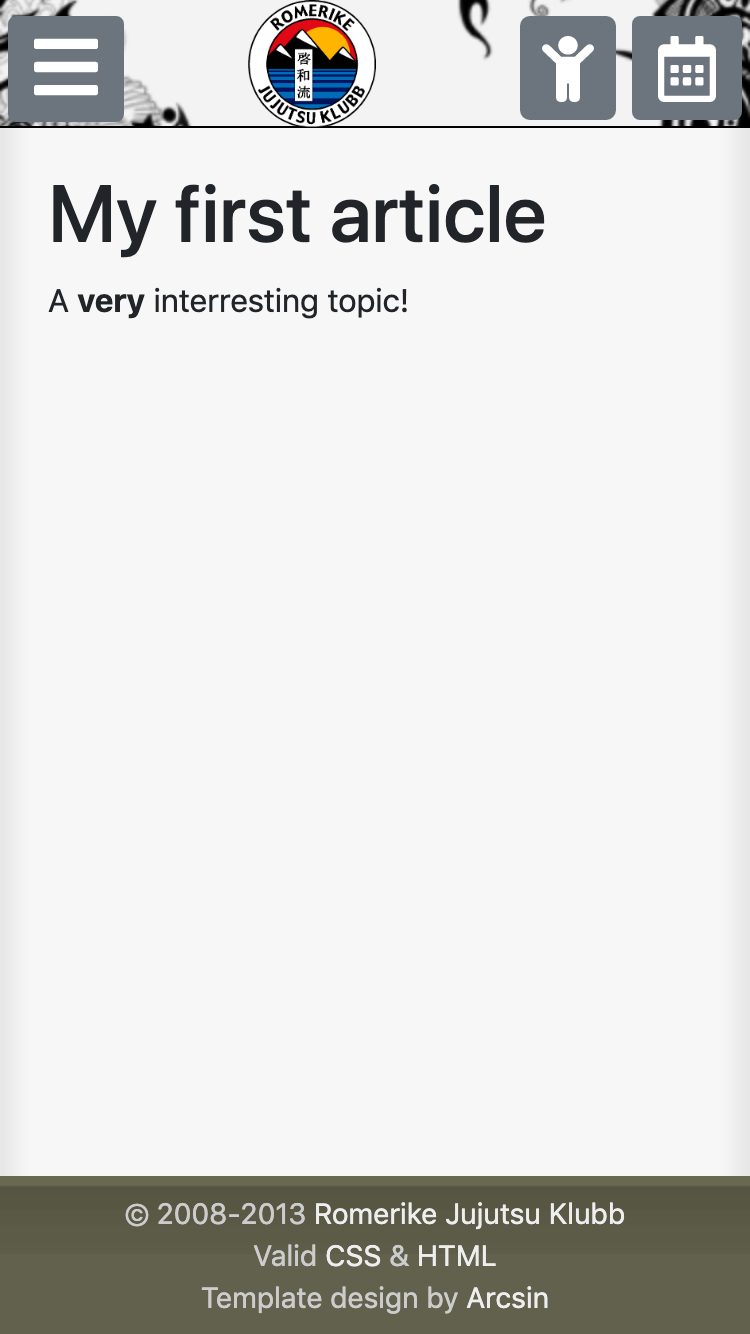 ROMERIKE
啓和流
JUJUTSU KLUBB
My first article
A very interresting topic!
© 2008-2013 Romerike Jujutsu Klubb
Valid CSS & HTML
Template design by Arcsin